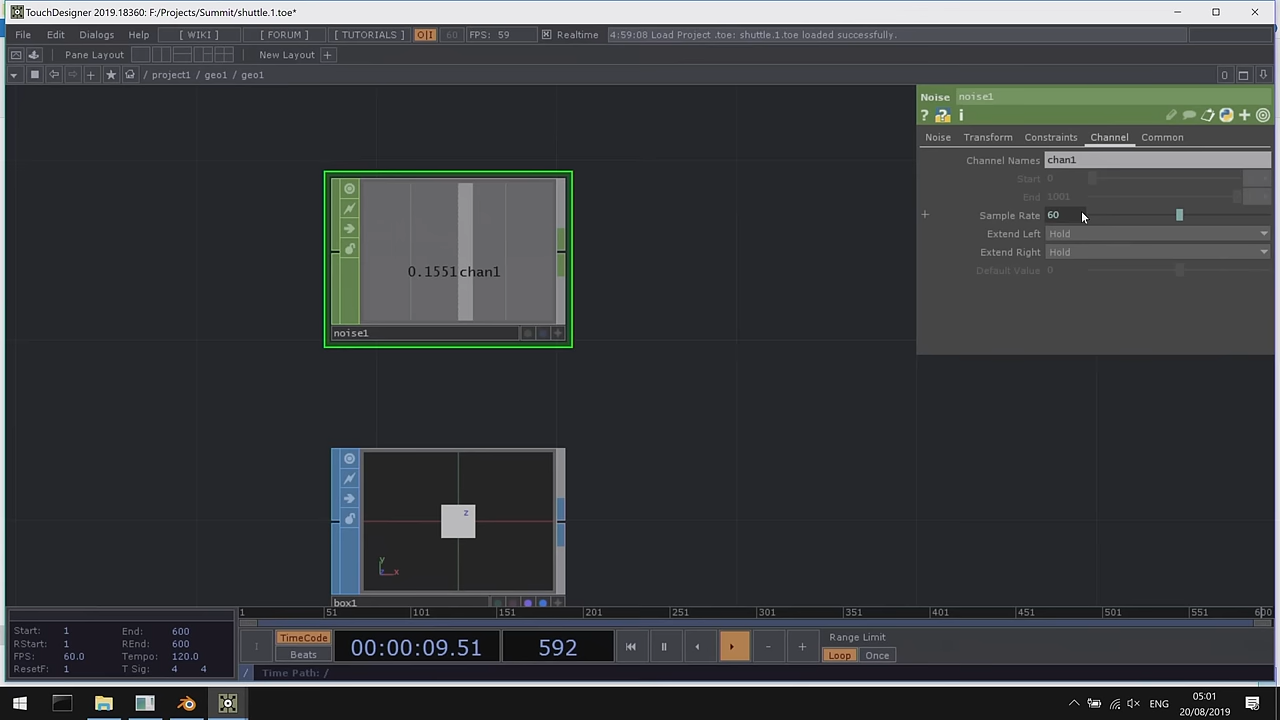 TouchDesigner 2019.18360: F:/Projects/Summit/shuttle.1.toe*
File Edit Dialogs Help [ WIKI ] [ FORUM ] [ TUTORIALS ] O|I 60 FPS: 59 Realtime 4:59:08 Load Project .toe: shuttle.1.toe loaded successfully.
Pane Layout New Layout +
/ project1 / geo1 / geo1 0
Noise noise1
? i
Noise Transform Constraints Channel Common
Channel Names chan1
Start 0
End 1001
Sample Rate 60
Extend Left Hold
Extend Right Hold
Default Value 0
0.1551 chan1
noise1
z
y
z x
box1
1 51 101 151 201 251 301 351 401 451 501 551 600
Start: 1 End: 600
RStart: 1 REnd: 600
FPS: 60.0 Tempo: 120.0
ResetF: 1 T Sig: 4 4
TimeCode
Beats
00:00:09.51
592
Range Limit
Loop Once
/ Time Path: /
ENG
05:01
20/08/2019